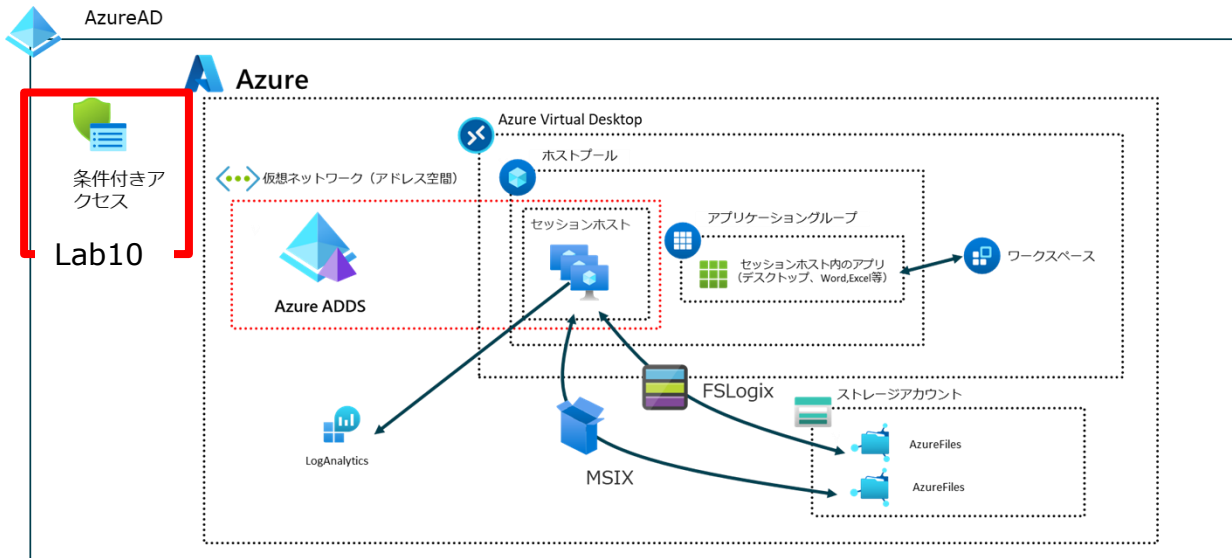 AzureAD
Azure
条件付きア
クセス
Lab10
Azure Virtual Desktop
ホストプール
仮想ネットワーク（アドレス空間）
セッションホスト
アプリケーショングループ
セッションホスト内のアプリ
（デスクトップ、Word,Excel等）
ワークスペース
Azure ADDS
FSLogix
ストレージアカウント
AzureFiles
LogAnalytics
MSIX
AzureFiles